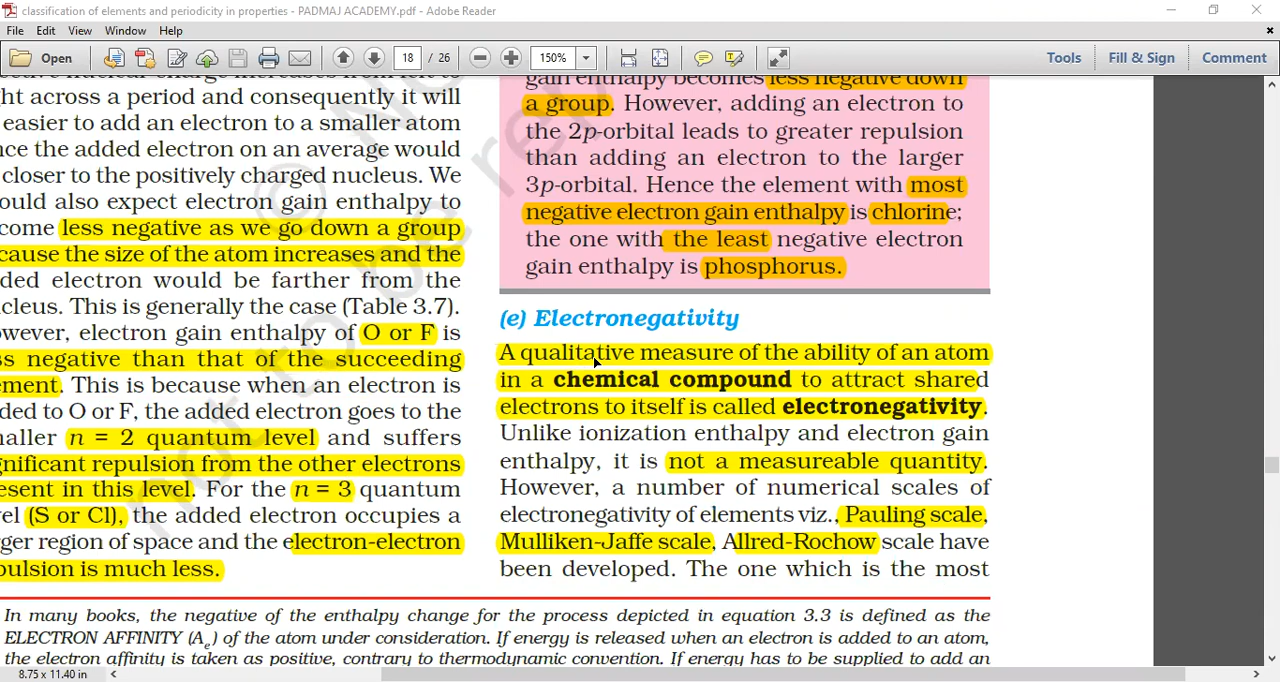 classification of elements and periodicity in properties - PADMAJ ACADEMY.pdf - Adobe Reader
File Edit View Window Help
Open 18 / 26 150% Tools Fill & Sign Comment
ht across a period and consequently it will
easier to add an electron to a smaller atom
nce the added electron on an average would
closer to the positively charged nucleus. We
ould also expect electron gain enthalpy to
come less negative as we go down a group
cause the size of the atom increases and the
ded electron would be farther from the
cleus. This is generally the case (Table 3.7).
owever, electron gain enthalpy of O or F is
ss negative than that of the succeeding
ement. This is because when an electron is
ded to O or F, the added electron goes to the
naller n = 2 quantum level and suffers
gnificant repulsion from the other electrons
esent in this level. For the n = 3 quantum
vel (S or Cl), the added electron occupies a
rger region of space and the electron-electron
pulsion is much less.
gain enthalpy becomes less negative down
a group. However, adding an electron to
the 2p-orbital leads to greater repulsion
than adding an electron to the larger
3p-orbital. Hence the element with most
negative electron gain enthalpy is chlorine;
the one with the least negative electron
gain enthalpy is phosphorus.
(e) Electronegativity
A qualitative measure of the ability of an atom
in a chemical compound to attract shared
electrons to itself is called electronegativity.
Unlike ionization enthalpy and electron gain
enthalpy, it is not a measureable quantity.
However, a number of numerical scales of
electronegativity of elements viz., Pauling scale,
Mulliken-Jaffe scale, Allred-Rochow scale have
been developed. The one which is the most
In many books, the negative of the enthalpy change for the process depicted in equation 3.3 is defined as the
ELECTRON AFFINITY (Ae) of the atom under consideration. If energy is released when an electron is added to an atom,
the electron affinity is taken as positive, contrary to thermodynamic convention. If energy has to be supplied to add an
8.75 x 11.40 in